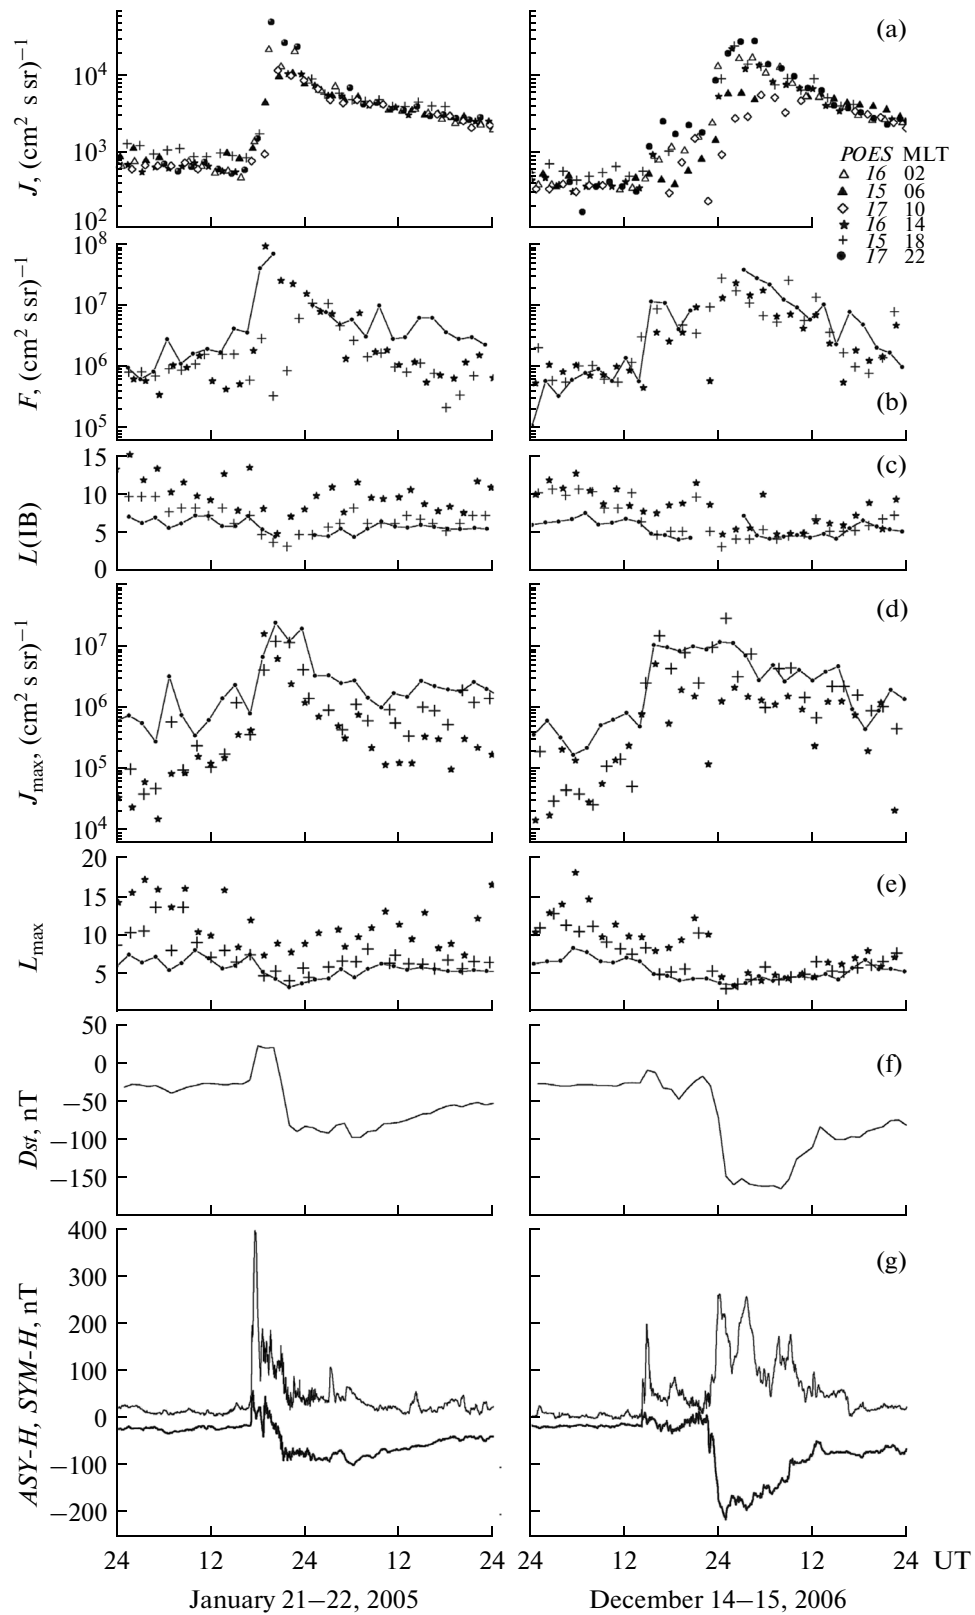 J, (cm² s sr)⁻¹
10⁴
10³
10²
(a)
POES MLT
16 02
15 06
17 10
16 14
15 18
17 22
F, (cm² s sr)⁻¹
10⁸
10⁷
10⁶
10⁵
(b)
L(IB)
15
10
5
0
(c)
J_max, (cm² s sr)⁻¹
10⁷
10⁶
10⁵
10⁴
(d)
L_max
20
15
10
5
(e)
Dst, nT
50
0
−50
−100
−150
(f)
ASY-H, SYM-H, nT
400
300
200
100
0
−100
−200
(g)
24 12 24 12 24 24 12 24 12 24 UT
January 21−22, 2005 December 14−15, 2006